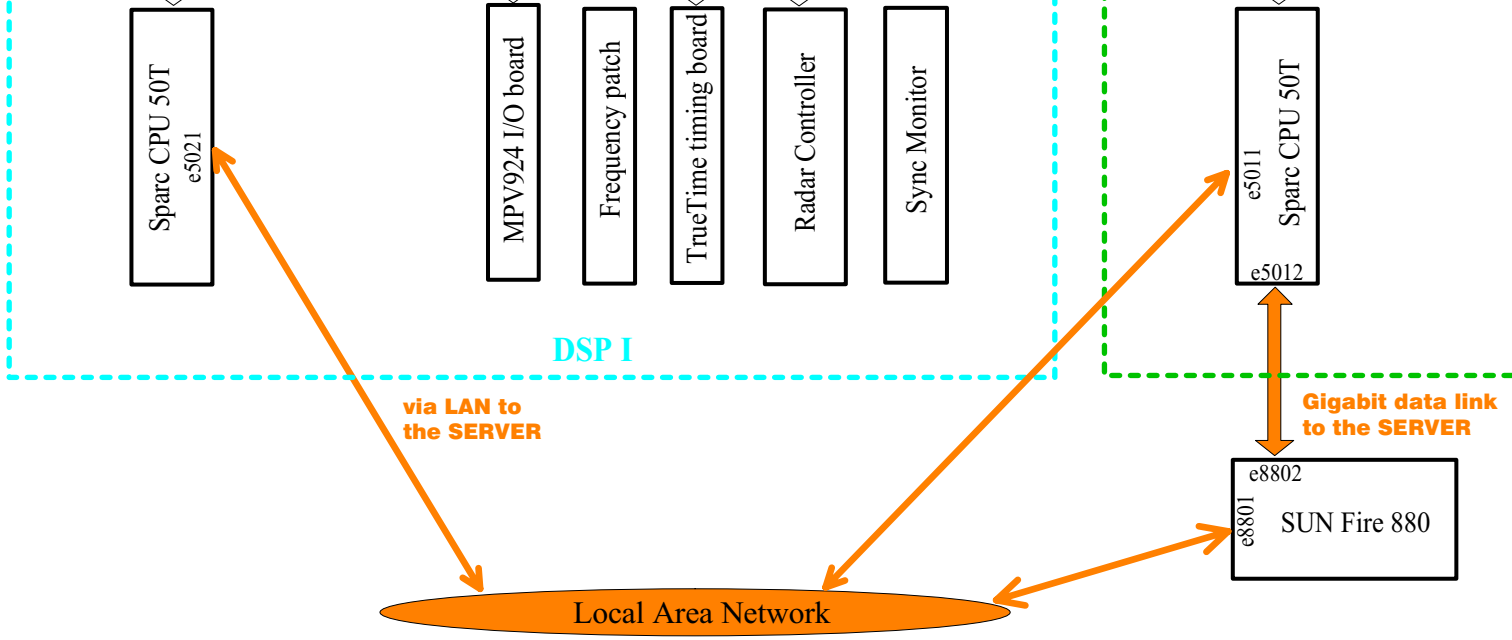 Sparc CPU 50T
e5021
MPV924 I/O board
Frequency patch
TrueTime timing board
Radar Controller
Sync Monitor
e5011
Sparc CPU 50T
e5012
DSP I
via LAN to
the SERVER
Gigabit data link
to the SERVER
e8802
e8801
SUN Fire 880
Local Area Network